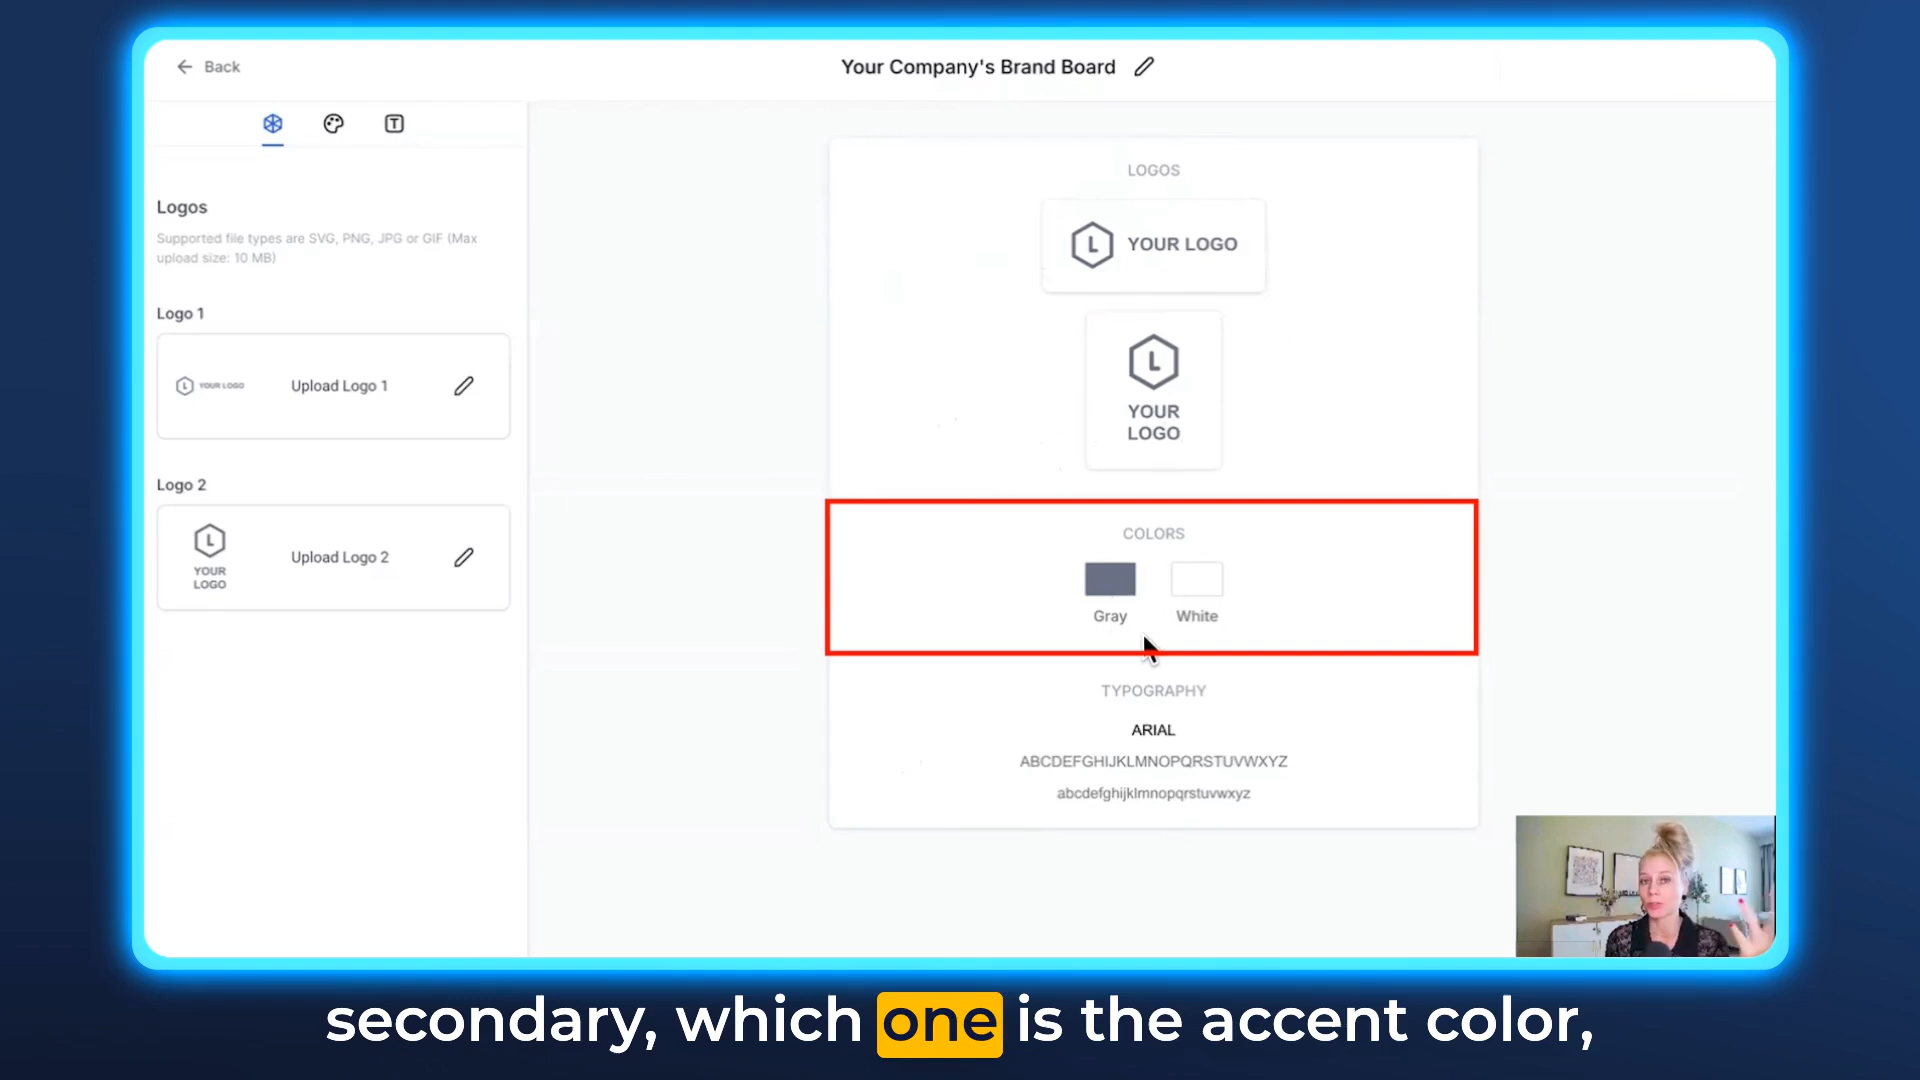 Back
Your Company's Brand Board
Logos
Supported file types are SVG, PNG, JPG or GIF (Max
upload size: 10 MB)
Logo 1
YOUR LOGO
Upload Logo 1
Logo 2
YOUR
LOGO
Upload Logo 2
LOGOS
L YOUR LOGO
L
YOUR
LOGO
COLORS
Gray
White
TYPOGRAPHY
ARIAL
ABCDEFGHIJKLMNOPQRSTUVWXYZ
abcdefghijklmnopqrstuvwxyz
secondary, which one is the accent color,